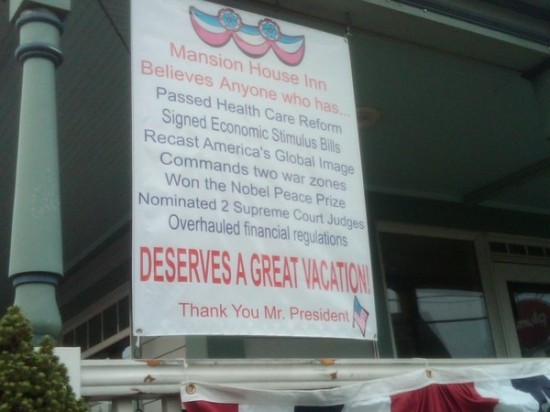 Mansion House Inn
Believes Anyone who has...
Passed Health Care Reform
Signed Economic Stimulus Bills
Recast America's Global Image
Commands two war zones
Won the Nobel Peace Prize
Nominated 2 Supreme Court Judges
Overhauled financial regulations
DESERVES A GREAT VACATION!
Thank You Mr. President